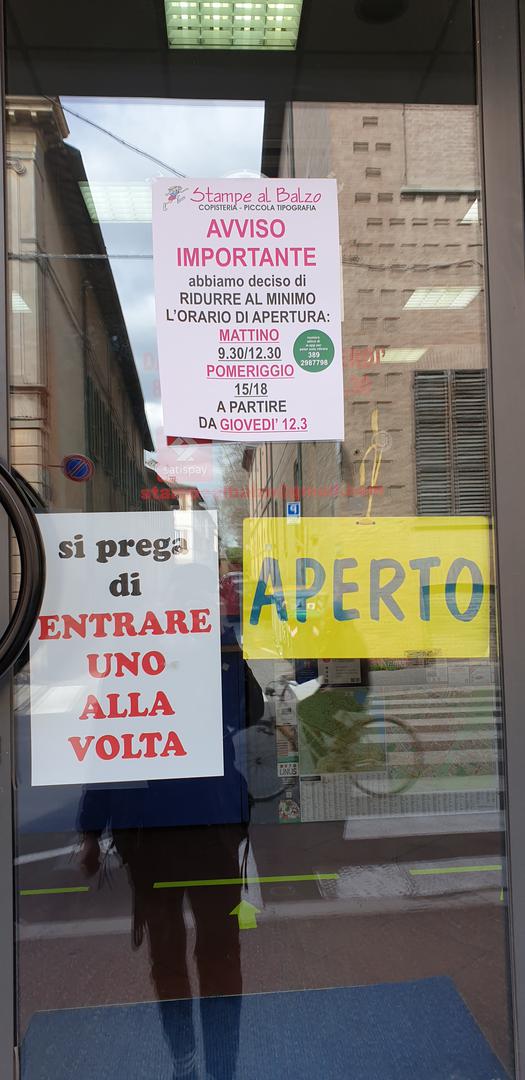 Stampe al Balzo
COPISTERIA - PICCOLA TIPOGRAFIA
AVVISO
IMPORTANTE
abbiamo deciso di
RIDURRE AL MINIMO
L'ORARIO DI APERTURA:
MATTINO
9.30/12.30
POMERIGGIO
15/18
A PARTIRE
DA GIOVEDI' 12.3
389
2987798
satispay
si prega
di
ENTRARE
UNO
ALLA
VOLTA
APERTO